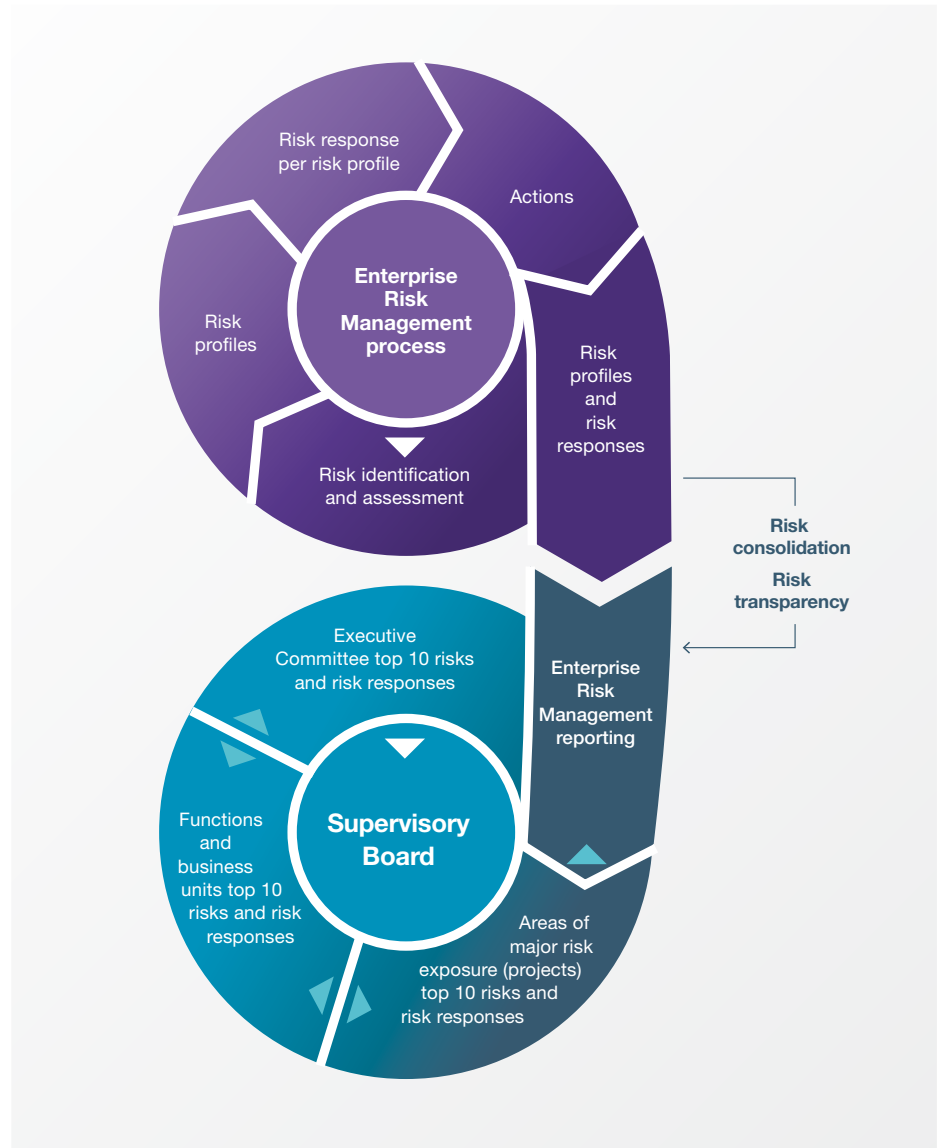 Risk response
per risk profile
Actions
Enterprise
Risk
Management
process
Risk
profiles
Risk
profiles
and
risk
responses
Risk identification
and assessment
Risk
consolidation
Risk
transparency
Executive
Committee top 10 risks
and risk responses
Enterprise
Risk
Management
reporting
Supervisory
Board
Functions
and
business
units top 10
risks and risk
responses
Areas of
major risk
exposure (projects)
top 10 risks and
risk responses